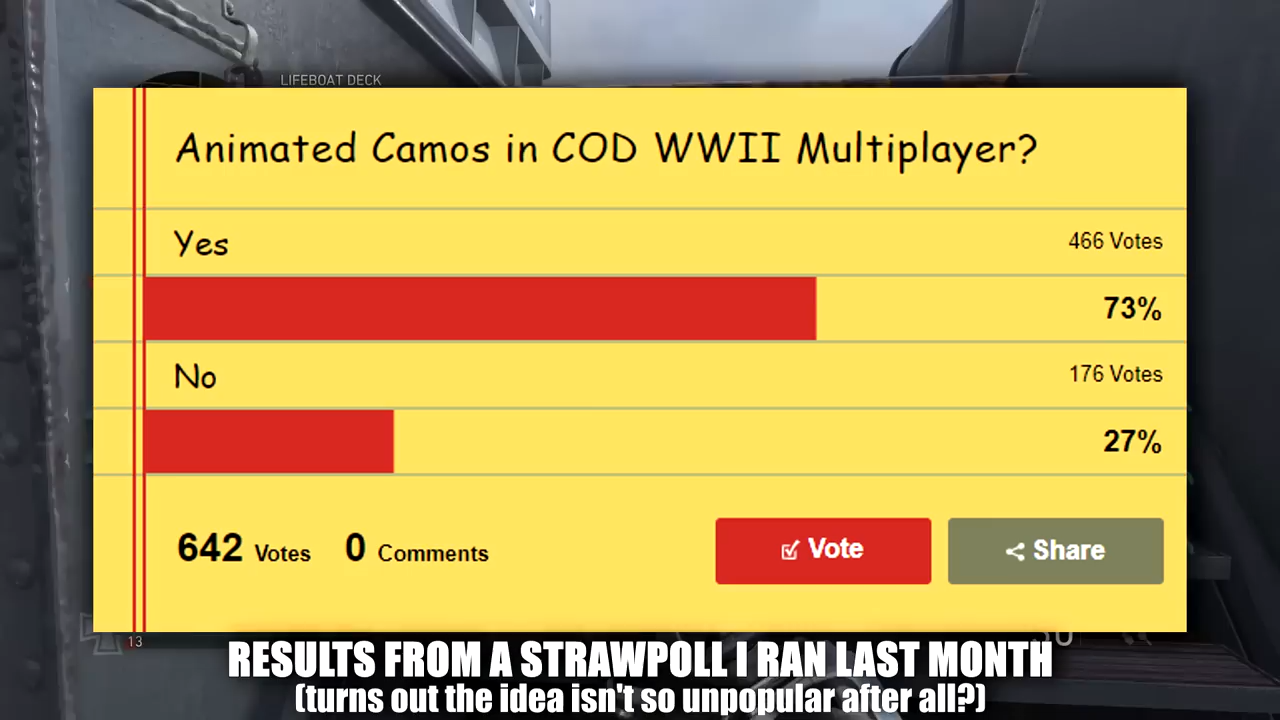 LIFEBOAT DECK
Animated Camos in COD WWII Multiplayer?
Yes
466 Votes
73%
No
176 Votes
27%
642 Votes 0 Comments
Vote
Share
13
RESULTS FROM A STRAWPOLL I RAN LAST MONTH
(turns out the idea isn't so unpopular after all?)